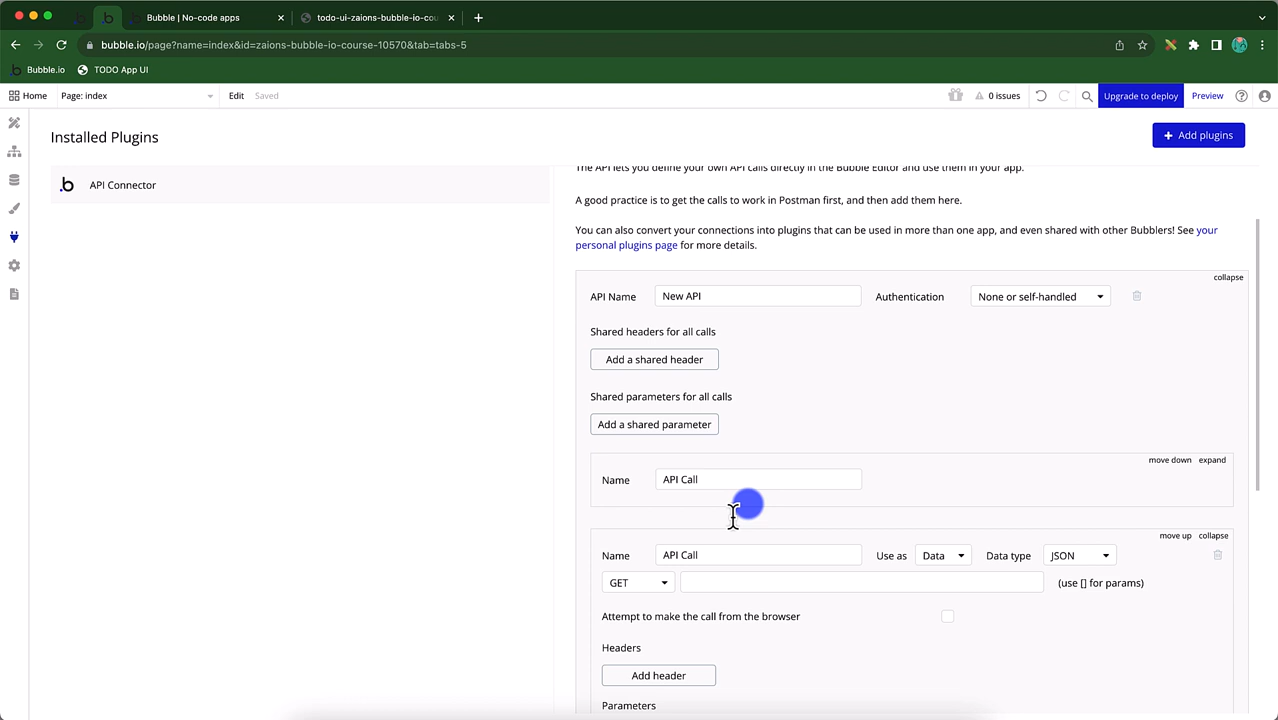 Bubble | No-code apps
todo-ui-zaions-bubble-io-cou
bubble.io/page?name=index&id=zaions-bubble-io-course-10570&tab=tabs-5
Bubble.io
TODO App UI
Home
Page: index
Edit
Saved
0 issues
Upgrade to deploy
Preview
Installed Plugins
+ Add plugins
b
API Connector
The API lets you define your own API calls directly in the Bubble Editor and use them in your app.
A good practice is to get the calls to work in Postman first, and then add them here.
You can also convert your connections into plugins that can be used in more than one app, and even shared with other Bubblers! See your
personal plugins page for more details.
collapse
API Name
New API
Authentication
None or self-handled
Shared headers for all calls
Add a shared header
Shared parameters for all calls
Add a shared parameter
move down
expand
Name
API Call
move up
collapse
Name
API Call
Use as
Data
Data type
JSON
GET
(use [] for params)
Attempt to make the call from the browser
Headers
Add header
Parameters